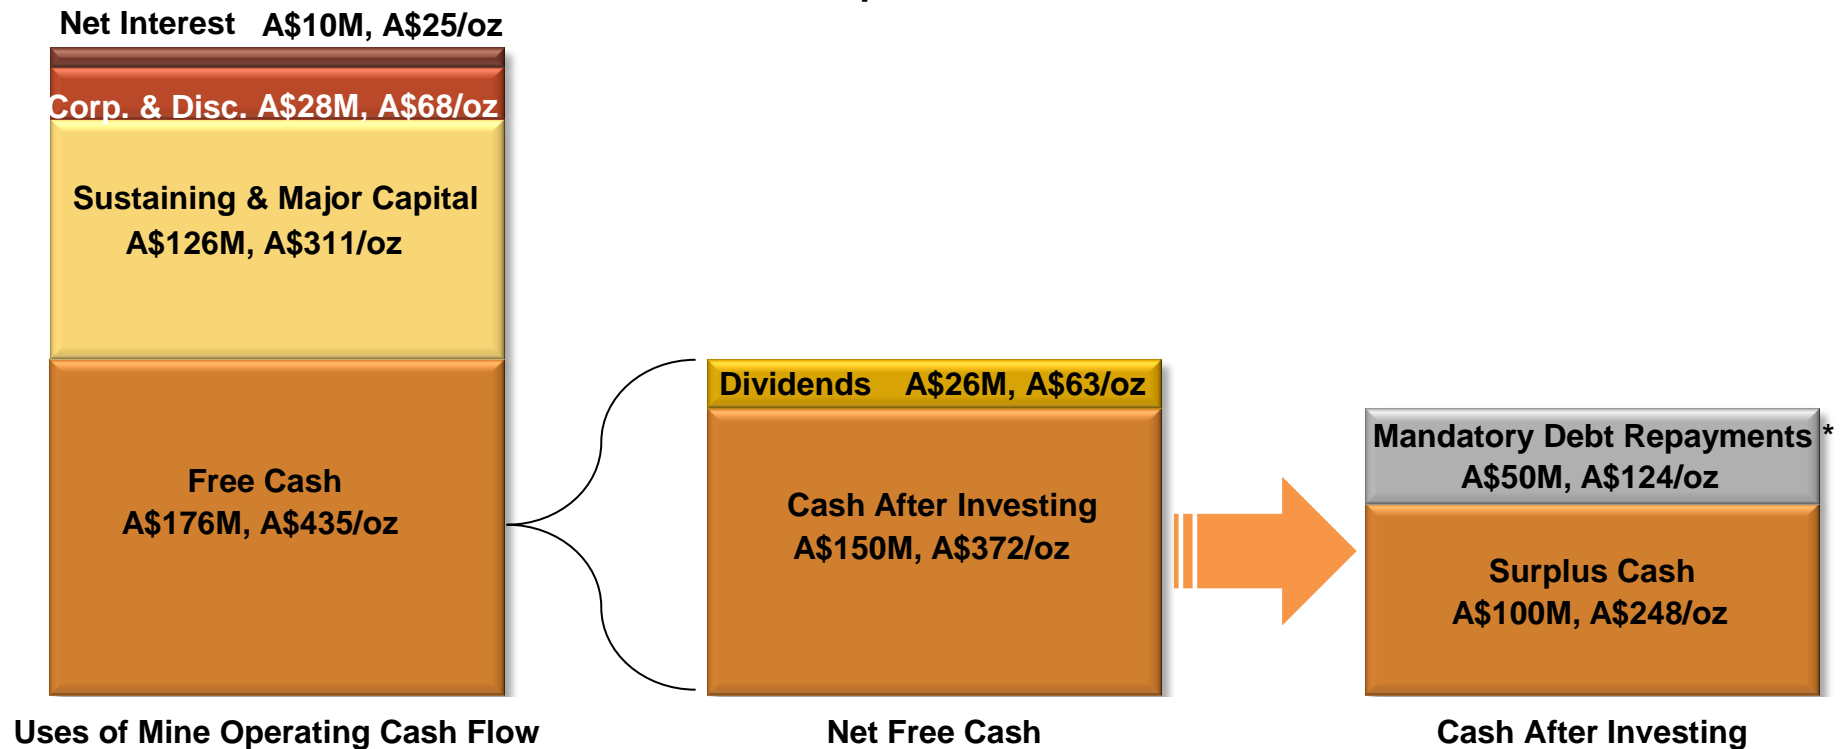 Net Interest A$10M, A$25/oz
Corp. & Disc. A$28M, A$68/oz
Sustaining & Major Capital
A$126M, A$311/oz
Free Cash
A$176M, A$435/oz
Uses of Mine Operating Cash Flow
Dividends A$26M, A$63/oz
Cash After Investing
A$150M, A$372/oz
Net Free Cash
Mandatory Debt Repayments *
A$50M, A$124/oz
Surplus Cash
A$100M, A$248/oz
Cash After Investing